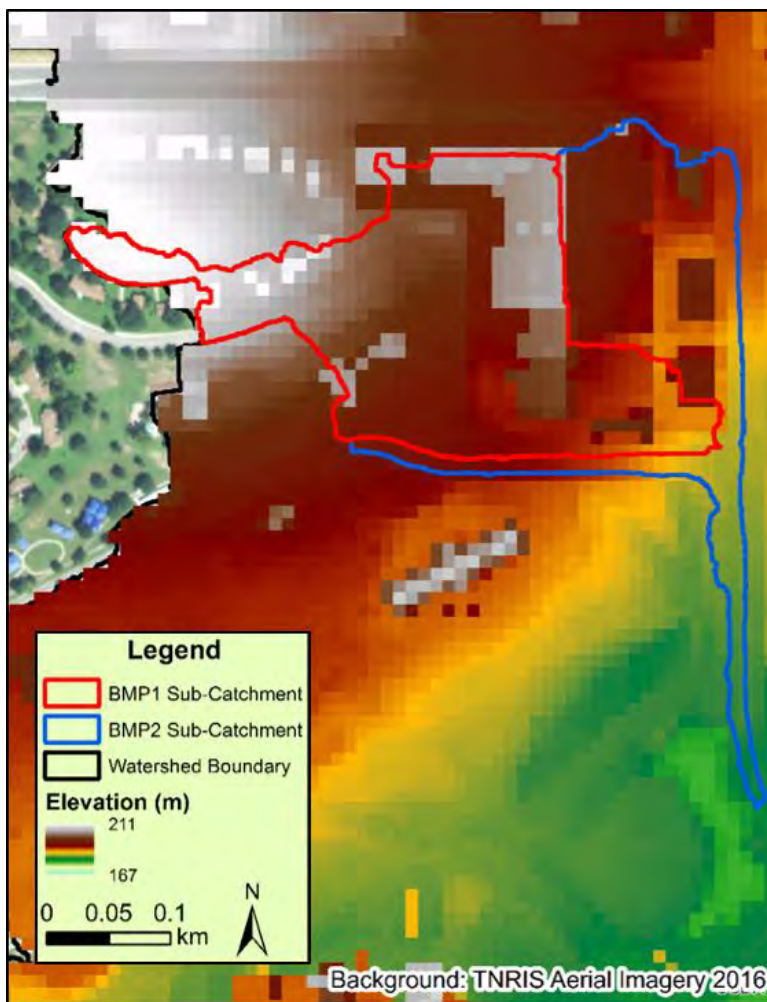 Legend
BMP1 Sub-Catchment
BMP2 Sub-Catchment
Watershed Boundary
Elevation (m)
211
167
N
0 0.05 0.1
km
Background: TNRIS Aerial Imagery 2016